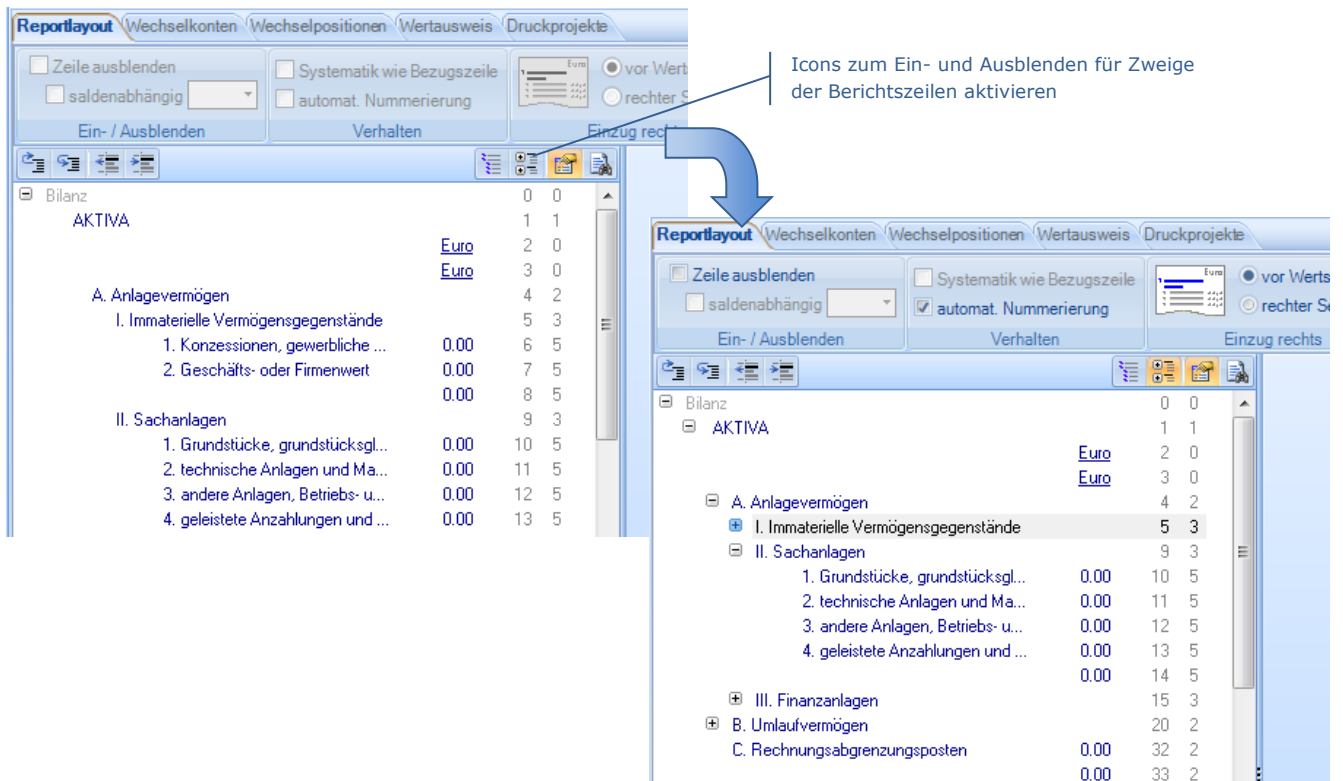 Reportlayout Wechselkonten Wechselpositionen Wertausweis Druckprojekte
Zeile ausblenden
saldenabhängig
Ein- / Ausblenden
Systematik wie Bezugszeile
automat. Nummerierung
Verhalten
Euro
vor Werts
rechter S
Einzug rech
Bilanz 0 0
AKTIVA 1 1
Euro 2 0
Euro 3 0
A. Anlagevermögen 4 2
I. Immaterielle Vermögensgegenstände 5 3
1. Konzessionen, gewerbliche ... 0.00 6 5
2. Geschäfts- oder Firmenwert 0.00 7 5
0.00 8 5
II. Sachanlagen 9 3
1. Grundstücke, grundstücksgl... 0.00 10 5
2. technische Anlagen und Ma... 0.00 11 5
3. andere Anlagen, Betriebs- u... 0.00 12 5
4. geleistete Anzahlungen und ... 0.00 13 5
Icons zum Ein- und Ausblenden für Zweige
der Berichtszeilen aktivieren
Reportlayout Wechselkonten Wechselpositionen Wertausweis Druckprojekte
Zeile ausblenden
saldenabhängig
Ein- / Ausblenden
Systematik wie Bezugszeile
automat. Nummerierung
Verhalten
Euro
vor Werts
rechter Se
Einzug rechts
Bilanz 0 0
AKTIVA 1 1
Euro 2 0
Euro 3 0
A. Anlagevermögen 4 2
I. Immaterielle Vermögensgegenstände 5 3
II. Sachanlagen 9 3
1. Grundstücke, grundstücksgl... 0.00 10 5
2. technische Anlagen und Ma... 0.00 11 5
3. andere Anlagen, Betriebs- u... 0.00 12 5
4. geleistete Anzahlungen und ... 0.00 13 5
0.00 14 5
III. Finanzanlagen 15 3
B. Umlaufvermögen 20 2
C. Rechnungsabgrenzungsposten 0.00 32 2
0.00 33 2